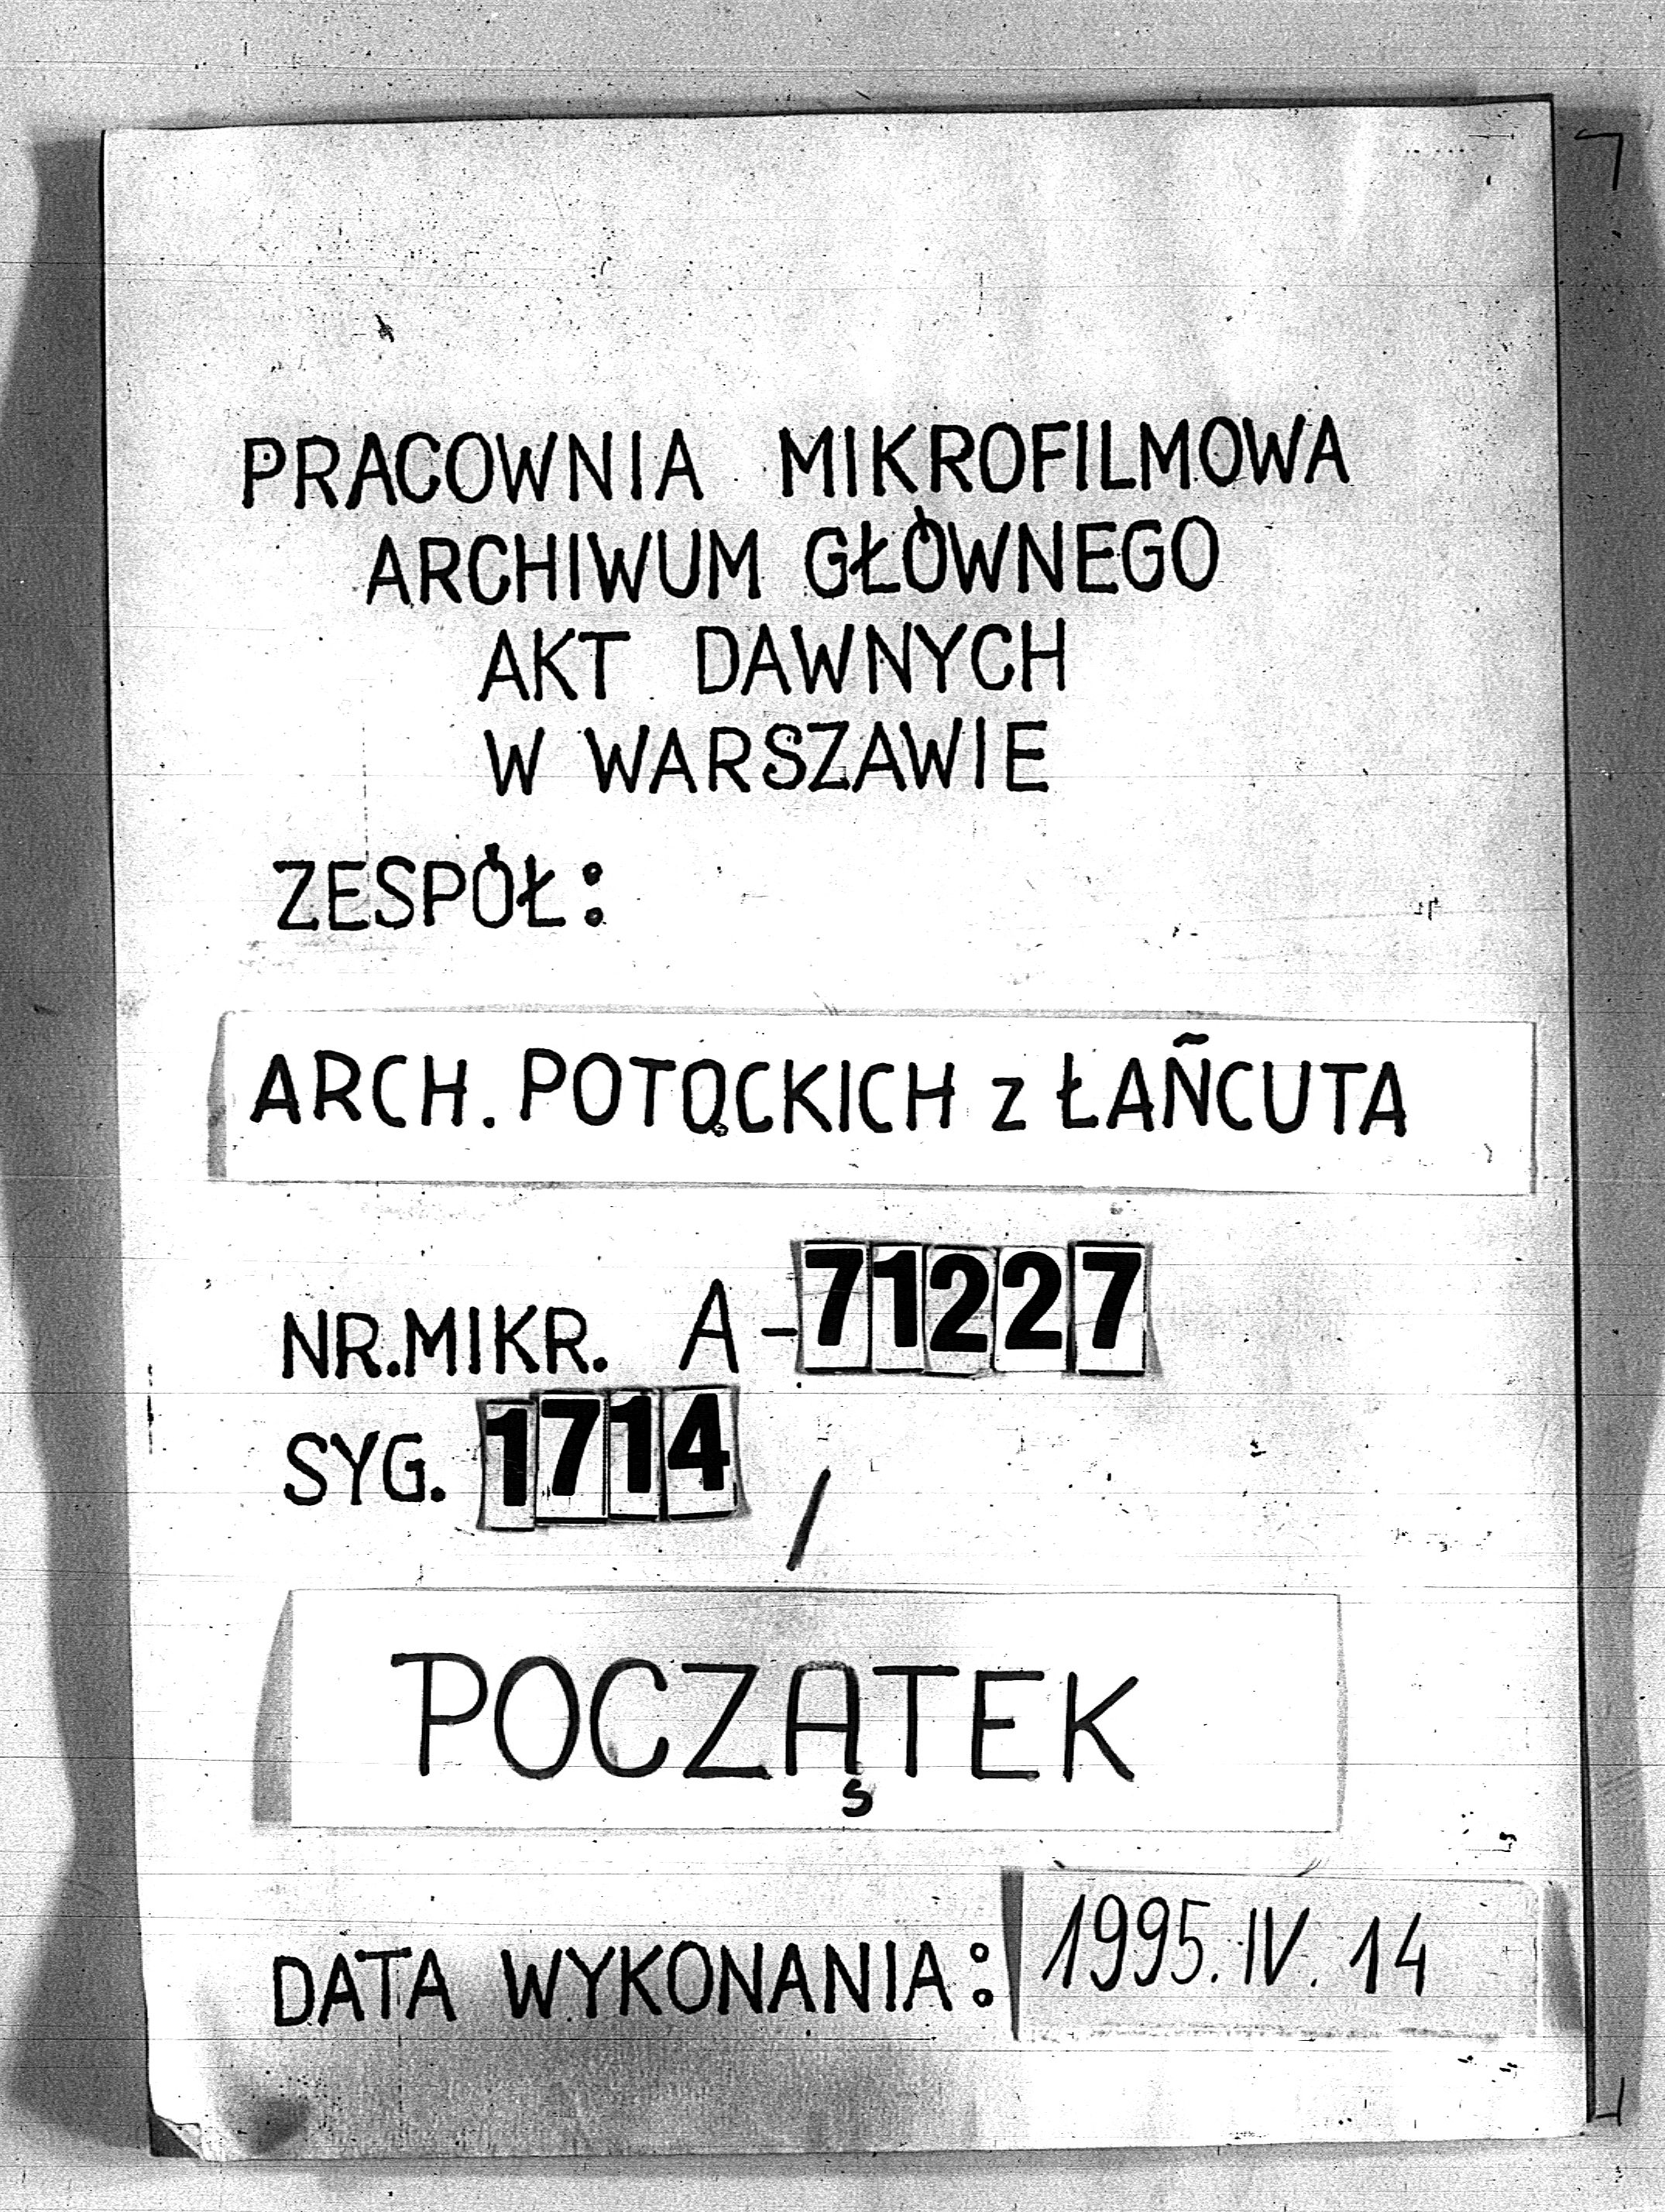 PRACOWNIA MIKROFILMOWA
ARCHIWUM GŁÓWNEGO
AKT DAWNYCH
W WARSZAWIE
ZESPÓŁ:
ARCH. POTOCKICH z ŁAŃCUTA
NR.MIKR. A-71227
SYG. 1714 /
POCZĄTEK
DATA WYKONANIA: 1995.IV.14